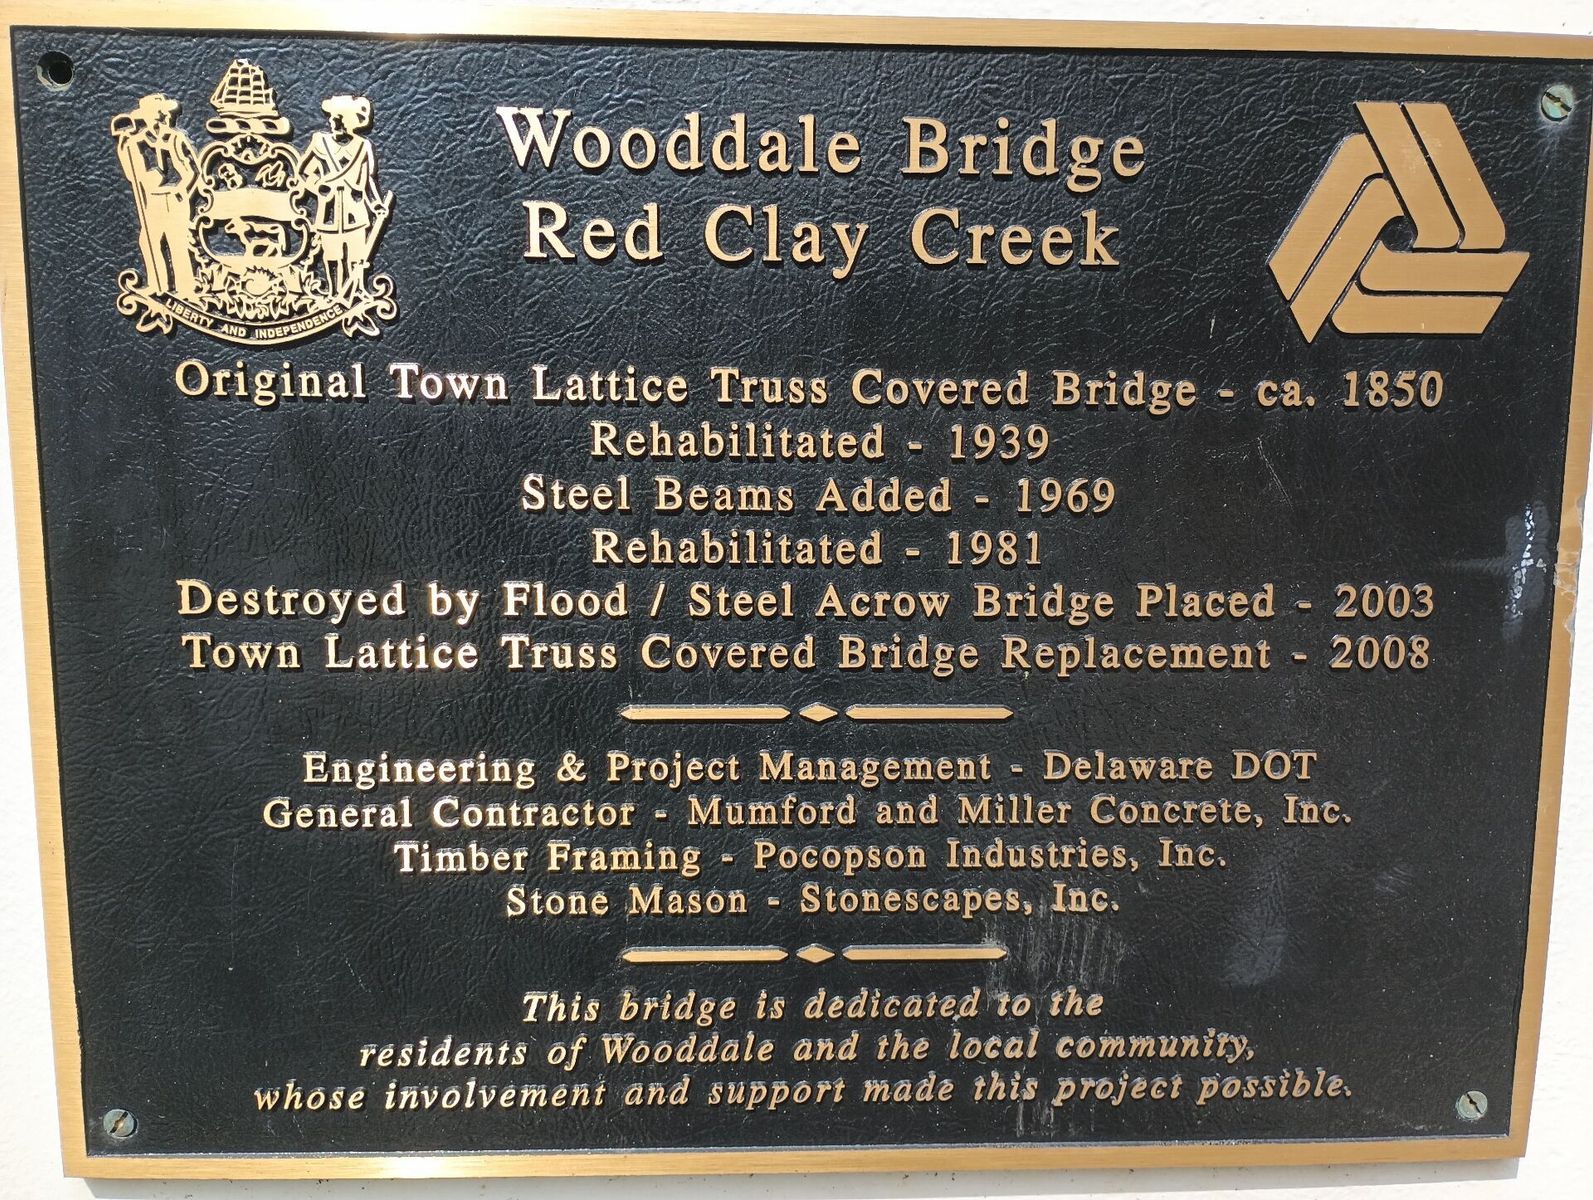 Wooddale Bridge
Red Clay Creek
LIBERTY AND INDEPENDENCE
Original Town Lattice Truss Covered Bridge - ca. 1850
Rehabilitated - 1939
Steel Beams Added - 1969
Rehabilitated - 1981
Destroyed by Flood / Steel Acrow Bridge Placed - 2003
Town Lattice Truss Covered Bridge Replacement - 2008
Engineering & Project Management - Delaware DOT
General Contractor - Mumford and Miller Concrete, Inc.
Timber Framing - Pocopson Industries, Inc.
Stone Mason - Stonescapes, Inc.
This bridge is dedicated to the
residents of Wooddale and the local community,
whose involvement and support made this project possible.